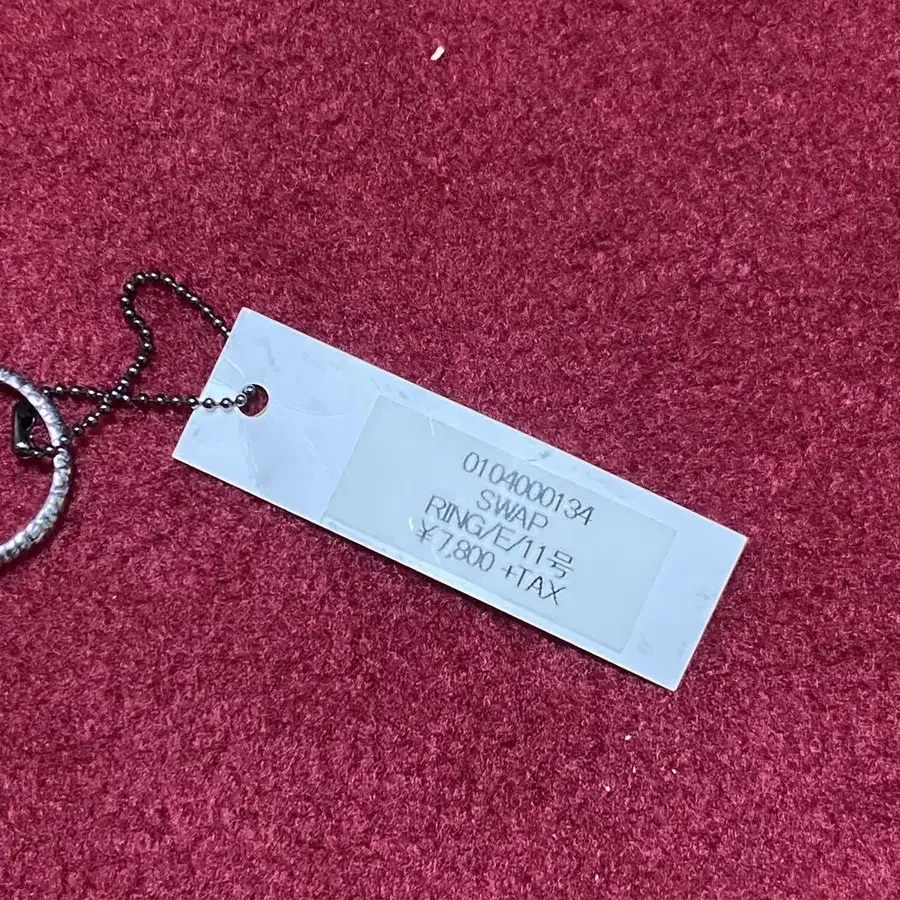 0104000134
SWAP
RING/E/11号
￥7,800 +TAX